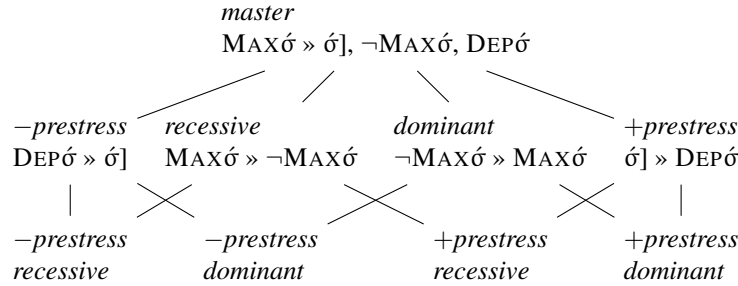 master
MAXσ́ » σ́], ¬MAXσ́, DEPσ́
−prestress recessive dominant +prestress
DEPσ́ » σ́] MAXσ́ » ¬MAXσ́ ¬MAXσ́ » MAXσ́ σ́] » DEPσ́
−prestress −prestress +prestress +prestress
recessive dominant recessive dominant